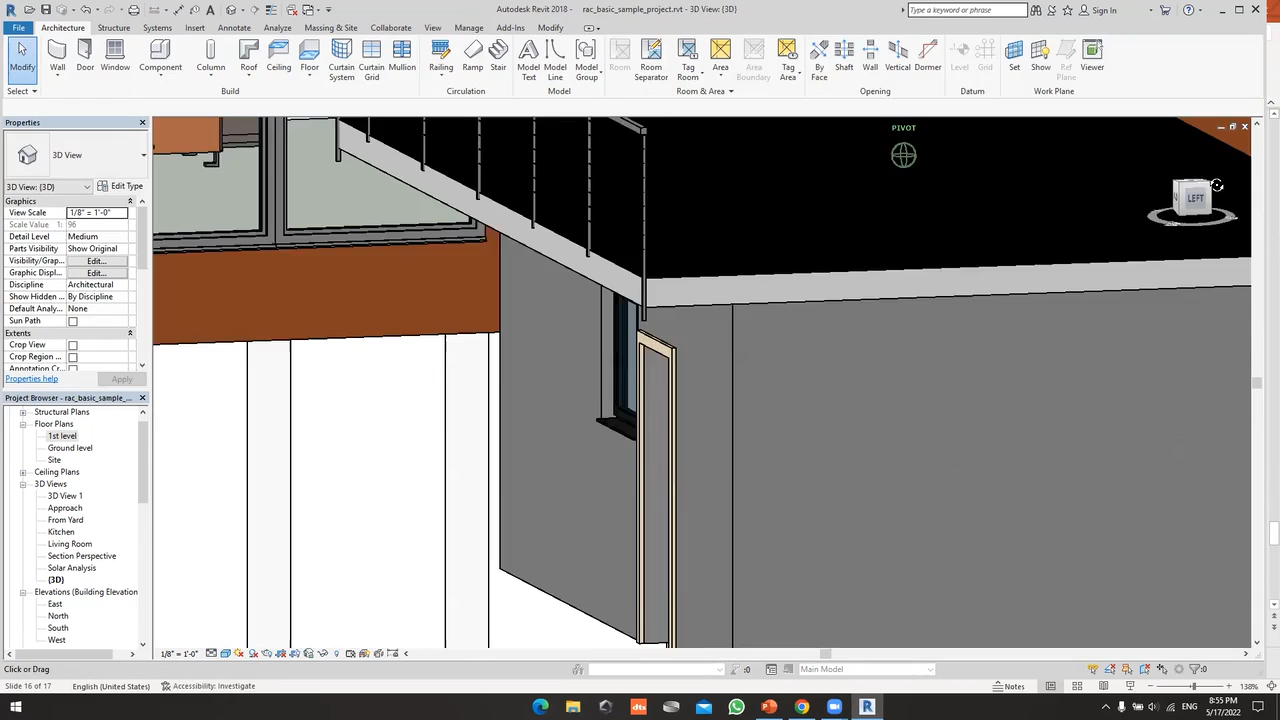 Autodesk Revit 2018 - rac_basic_sample_project.rvt - 3D View: {3D}
Type a keyword or phrase
Sign In
File Architecture Structure Systems Insert Annotate Analyze Massing & Site Collaborate View Manage Add-Ins Modify
Modify Wall Door Window Component Column Roof Ceiling Floor Curtain System Curtain Grid Mullion Railing Ramp Stair Model Text Model Line Model Group Room Room Separator Tag Room Area Area Boundary Tag Area By Face Shaft Wall Vertical Dormer Level Grid Set Show Ref Plane Viewer
Select Build Circulation Model Room & Area Opening Datum Work Plane
Properties
3D View
3D View: {3D} Edit Type
Graphics
View Scale 1/8" = 1'-0"
Scale Value 1: 96
Detail Level Medium
Parts Visibility Show Original
Visibility/Grap... Edit...
Graphic Displ... Edit...
Discipline Architectural
Show Hidden ... By Discipline
Default Analy... None
Sun Path
Extents
Crop View
Crop Region ...
Annotation Cr...
Properties help Apply
Project Browser - rac_basic_sample_...
Structural Plans
Floor Plans
1st level
Ground level
Site
Ceiling Plans
3D Views
3D View 1
Approach
From Yard
Kitchen
Living Room
Section Perspective
Solar Analysis
{3D}
Elevations (Building Elevation
East
North
South
West
PIVOT
LEFT
1/8" = 1'-0"
Click or Drag
:0
Main Model
:0
Slide 16 of 17 English (United States) Accessibility: Investigate
Notes
138%
dts
ENG
8:55 PM
5/17/2022